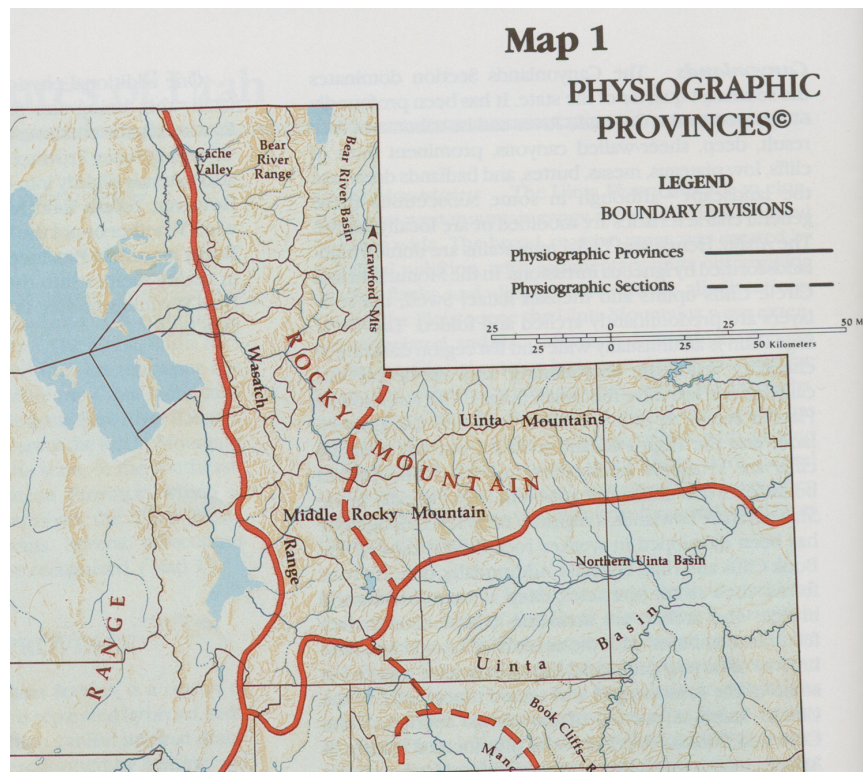 Map 1
PHYSIOGRAPHIC
PROVINCES©
LEGEND
BOUNDARY DIVISIONS
Physiographic Provinces
Physiographic Sections
25 0 50 M
25 0 25 50 Kilometers
Cache
Valley
Bear
River
Range
Bear River Basin
Crawford Mts
Wasatch
Range
ROCKY MOUNTAIN
Uinta Mountains
Middle Rocky Mountain
Northern Uinta Basin
Uinta Basin
RANGE
Book Cliffs–R
Manc